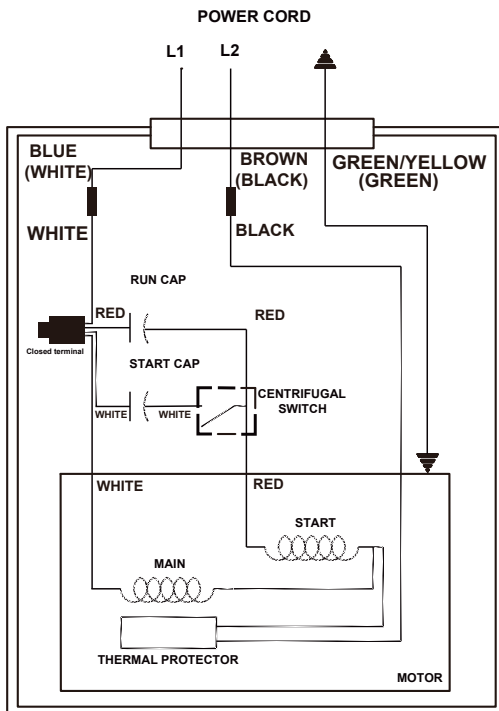 POWER CORD
L1
L2
BLUE
(WHITE)
BROWN
(BLACK)
GREEN/YELLOW
(GREEN)
WHITE
BLACK
RUN CAP
RED
RED
Closed terminal
START CAP
CENTRIFUGAL
SWITCH
WHITE
WHITE
WHITE
RED
START
MAIN
THERMAL PROTECTOR
MOTOR